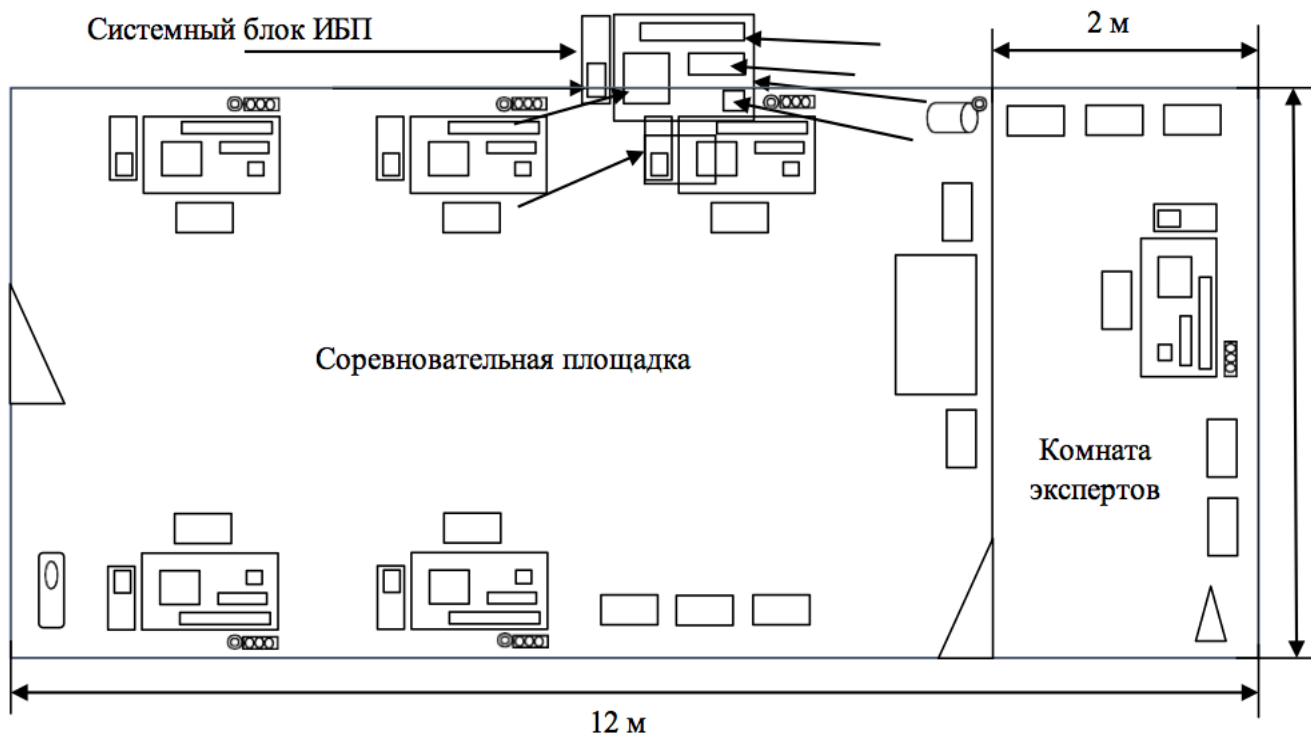 Системный блок ИБП
2 м
Соревновательная площадка
Комната
экспертов
12 м